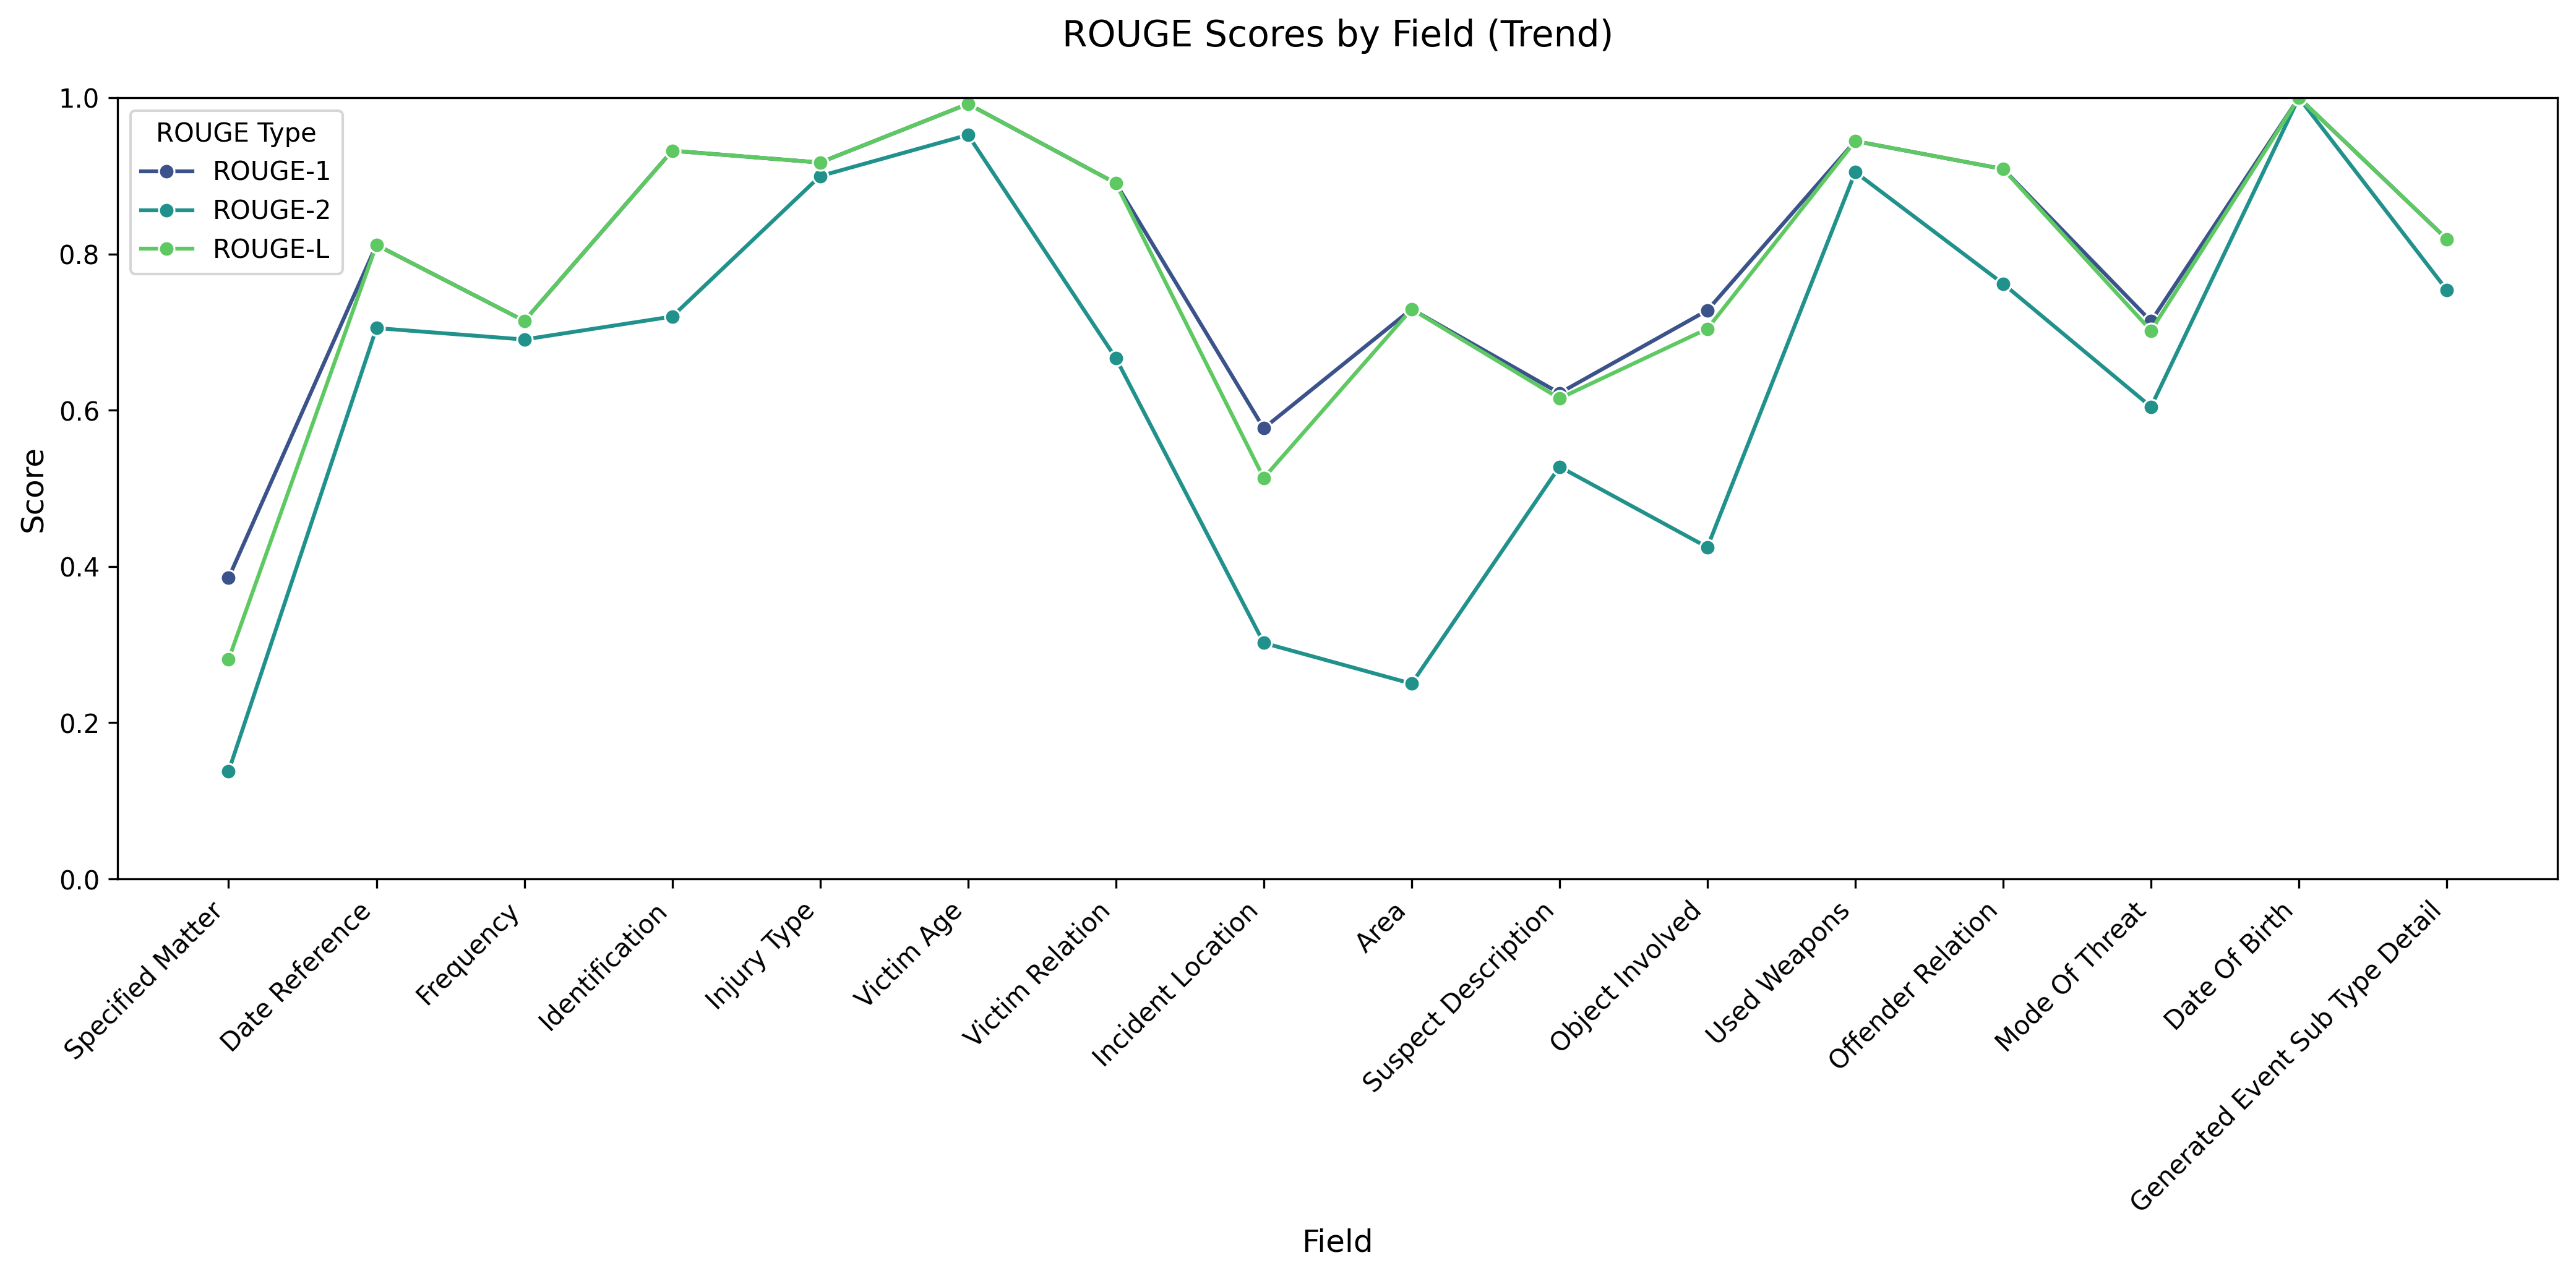 ROUGE Scores by Field (Trend)
ROUGE Type
ROUGE-1
ROUGE-2
ROUGE-L
Score
1.0
0.8
0.6
0.4
0.2
0.0
Specified Matter
Date Reference
Frequency
Identification
Injury Type
Victim Age
Victim Relation
Incident Location
Area
Suspect Description
Object Involved
Used Weapons
Offender Relation
Mode Of Threat
Date Of Birth
Generated Event Sub Type Detail
Field